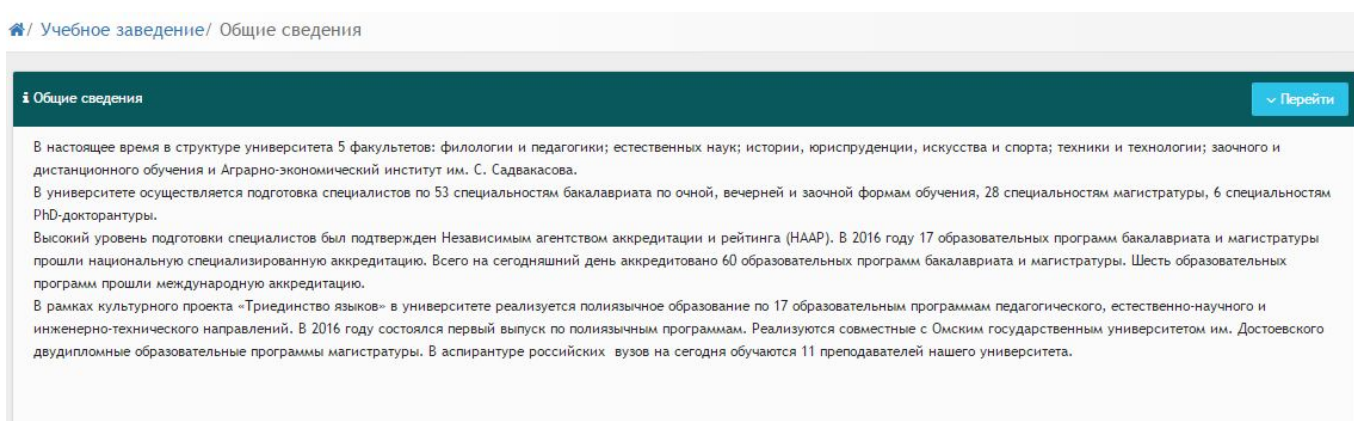 / Учебное заведение/ Общие сведения
Общие сведения
Перейти
В настоящее время в структуре университета 5 факультетов: филологии и педагогики; естественных наук; истории, юриспруденции, искусства и спорта; техники и технологии; заочного и
дистанционного обучения и Аграрно-экономический институт им. С. Садвакасова.
В университете осуществляется подготовка специалистов по 53 специальностям бакалавриата по очной, вечерней и заочной формам обучения, 28 специальностям магистратуры, 6 специальностям
PhD-докторантуры.
Высокий уровень подготовки специалистов был подтвержден Независимым агентством аккредитации и рейтинга (НААР). В 2016 году 17 образовательных программ бакалавриата и магистратуры
прошли национальную специализированную аккредитацию. Всего на сегодняшний день аккредитовано 60 образовательных программ бакалавриата и магистратуры. Шесть образовательных
программ прошли международную аккредитацию.
В рамках культурного проекта «Триединство языков» в университете реализуется полиязычное образование по 17 образовательным программам педагогического, естественно-научного и
инженерно-технического направлений. В 2016 году состоялся первый выпуск по полиязычным программам. Реализуются совместные с Омским государственным университетом им. Достоевского
двудипломные образовательные программы магистратуры. В аспирантуре российских вузов на сегодня обучаются 11 преподавателей нашего университета.